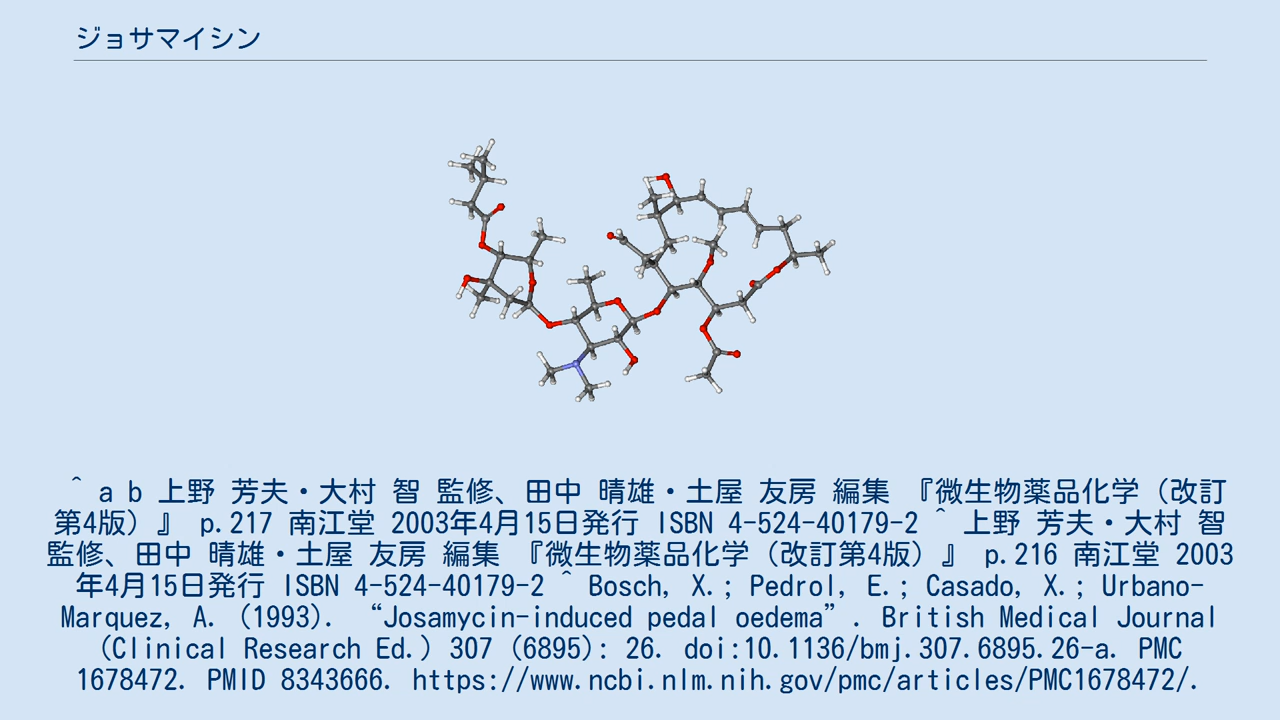 ジョサマイシン
^ a b 上野 芳夫・大村 智 監修、田中 晴雄・土屋 友房 編集 『微生物薬品化学（改訂
第4版）』 p.217 南江堂 2003年4月15日発行 ISBN 4-524-40179-2 ^ 上野 芳夫・大村 智
監修、田中 晴雄・土屋 友房 編集 『微生物薬品化学（改訂第4版）』 p.216 南江堂 2003
年4月15日発行 ISBN 4-524-40179-2 ^ Bosch, X.; Pedrol, E.; Casado, X.; Urbano-
Marquez, A. (1993). “Josamycin-induced pedal oedema”. British Medical Journal
(Clinical Research Ed.) 307 (6895): 26. doi:10.1136/bmj.307.6895.26-a. PMC
1678472. PMID 8343666. https://www.ncbi.nlm.nih.gov/pmc/articles/PMC1678472/.